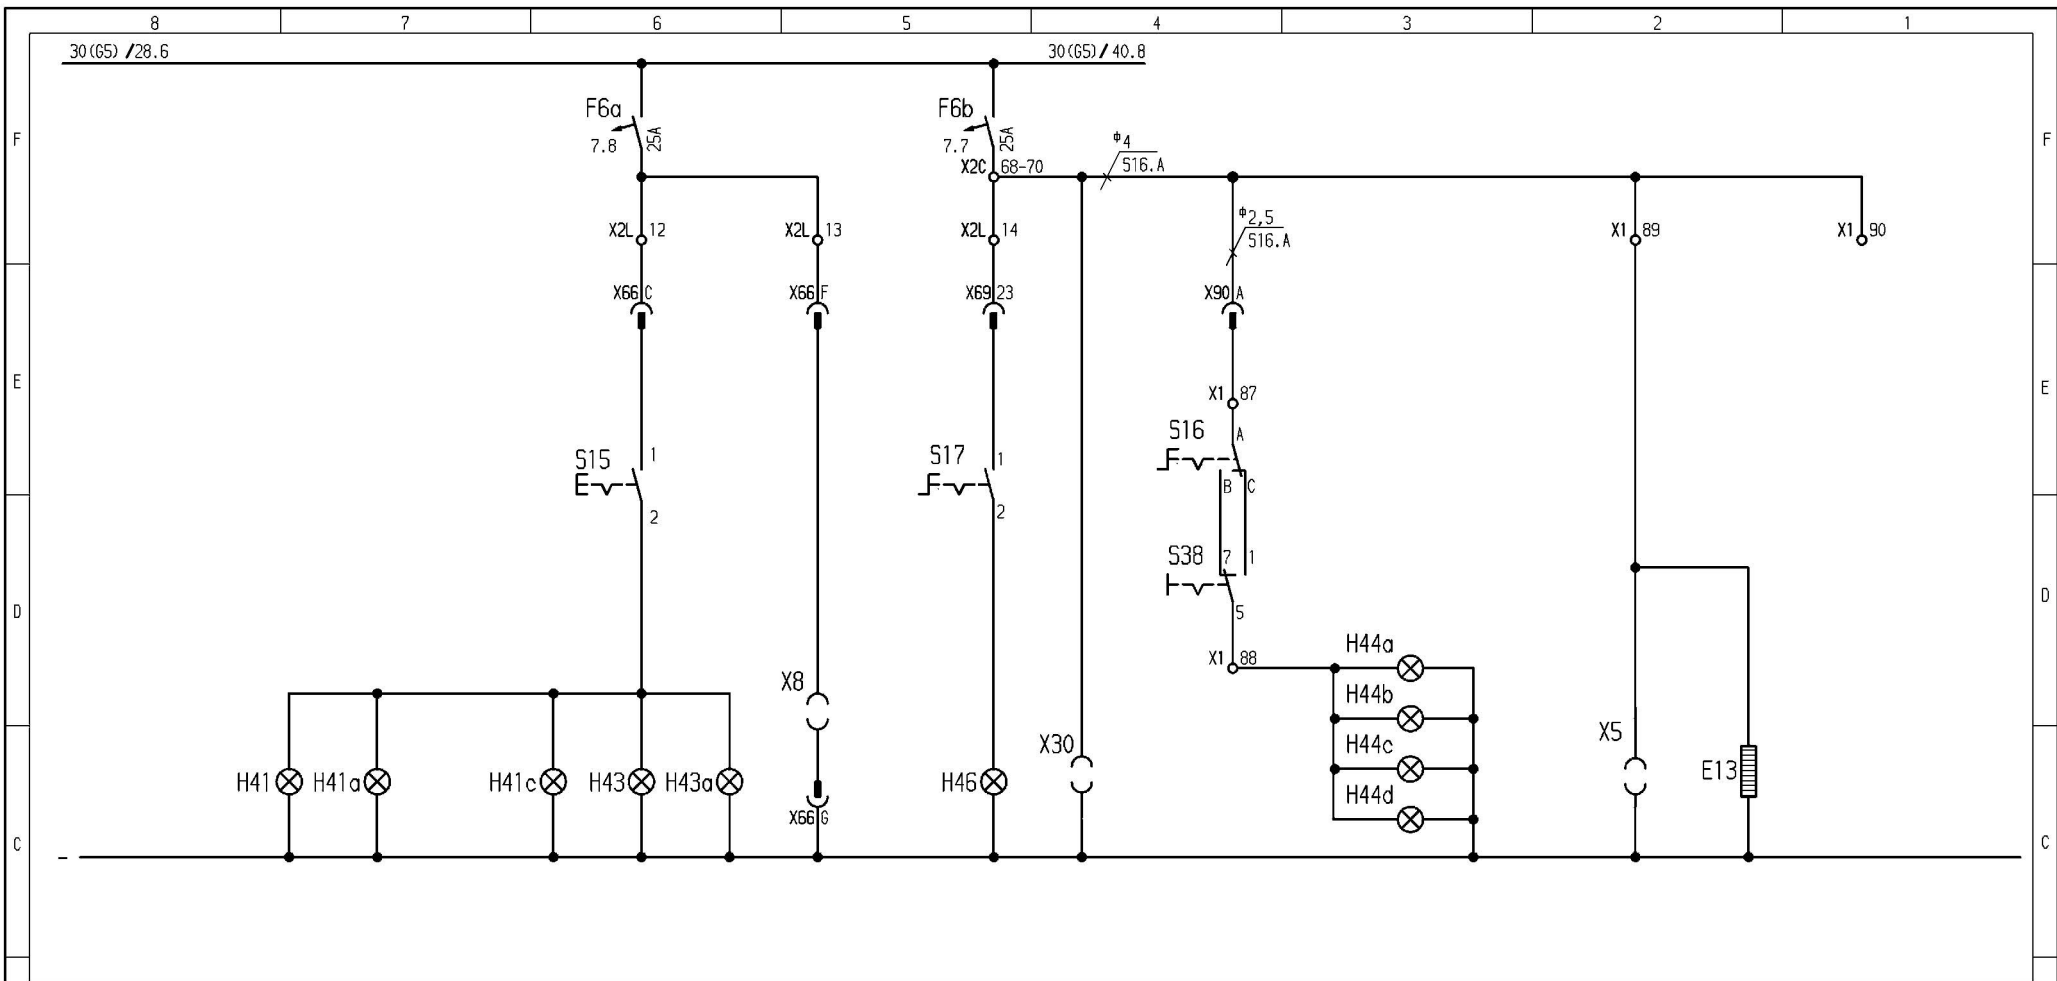 8 7 6 5 4 3 2 1
30(G5) /28.6
30(G5) / 40.8
F6a
7.8
25A
F6b
7.7
25A
F
F
X2C 68-70
ϕ4
S16.A
ϕ2,5
S16.A
X2L 12
X2L 13
X2L 14
X1 89
X1 90
X66 C
X66 F
X69 23
X90 A
E
E
X1 87
S15
1
2
S17
1
2
S16
A
B C
S38
7 1
5
D
D
X1 88
H44a
H44b
H44c
H44d
X8
X30
X5
H41
H41a
H41c
H43
H43a
H46
E13
X66 G
C
C
–